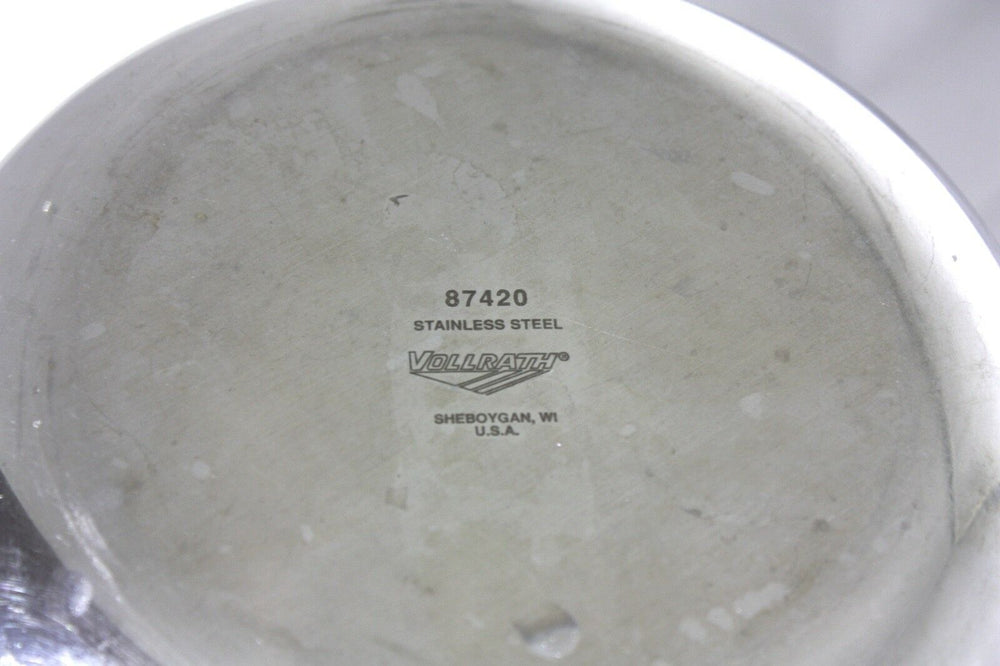 87420
STAINLESS STEEL
VOLLRATH®
SHEBOYGAN, WI
U.S.A.